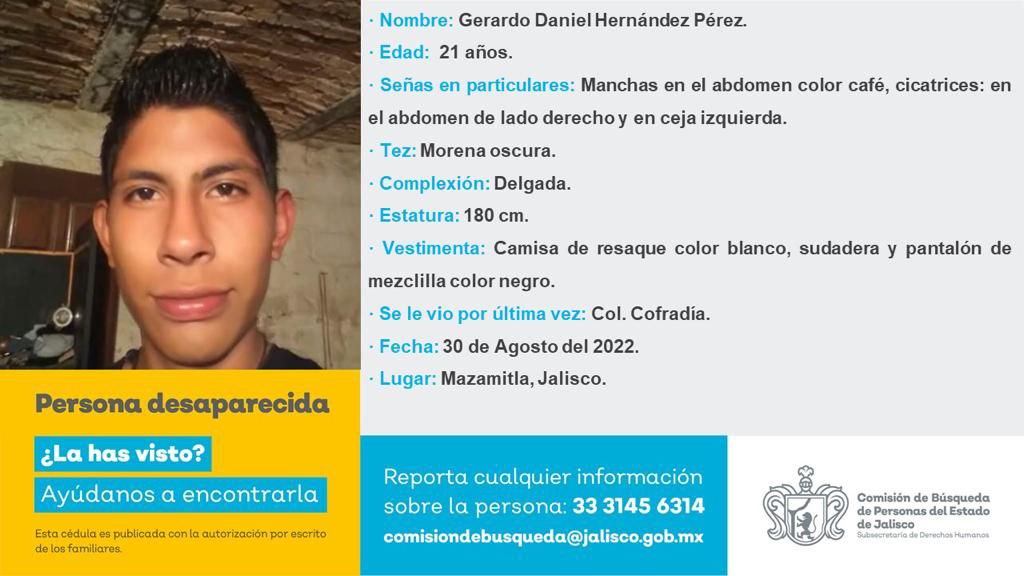 · Nombre: Gerardo Daniel Hernández Pérez.
· Edad: 21 años.
· Señas en particulares: Manchas en el abdomen color café, cicatrices: en
el abdomen de lado derecho y en ceja izquierda.
· Tez: Morena oscura.
· Complexión: Delgada.
· Estatura: 180 cm.
· Vestimenta: Camisa de resaque color blanco, sudadera y pantalón de
mezclilla color negro.
· Se le vio por última vez: Col. Cofradía.
· Fecha: 30 de Agosto del 2022.
· Lugar: Mazamitla, Jalisco.
Persona desaparecida
¿La has visto?
Ayúdanos a encontrarla
Esta cédula es publicada con la autorización por escrito
de los familiares.
Reporta cualquier información
sobre la persona: 33 3145 6314
comisiondebusqueda@jalisco.gob.mx
Comisión de Búsqueda
de Personas del Estado
de Jalisco
Subsecretaría de Derechos Humanos